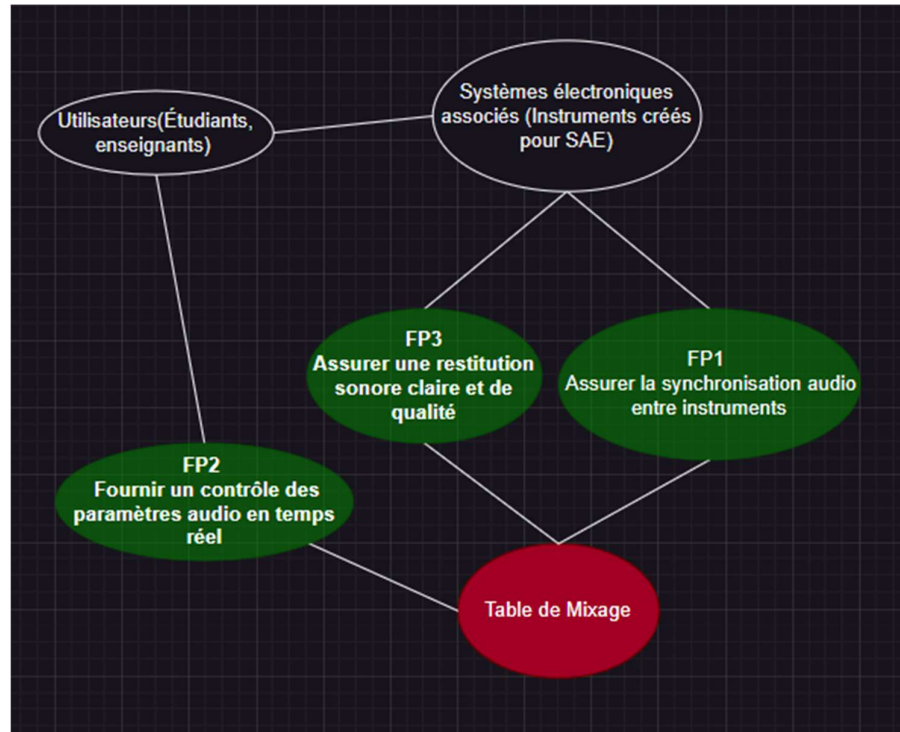 Utilisateurs(Étudiants,
enseignants)
Systèmes électroniques
associés (Instruments créés
pour SAE)
FP3
Assurer une restitution
sonore claire et de
qualité
FP1
Assurer la synchronisation audio
entre instruments
FP2
Fournir un contrôle des
paramètres audio en temps
réel
Table de Mixage